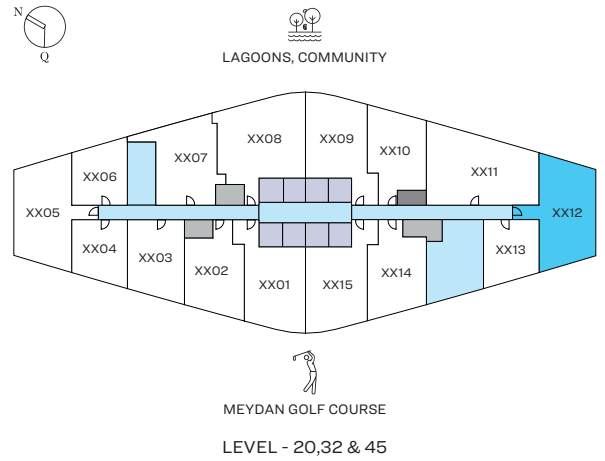 N
Q
LAGOONS, COMMUNITY
XX08
XX09
XX07
XX10
XX06
XX11
XX05
XX12
XX04
XX03
XX02
XX01
XX15
XX14
XX13
MEYDAN GOLF COURSE
LEVEL - 20,32 & 45